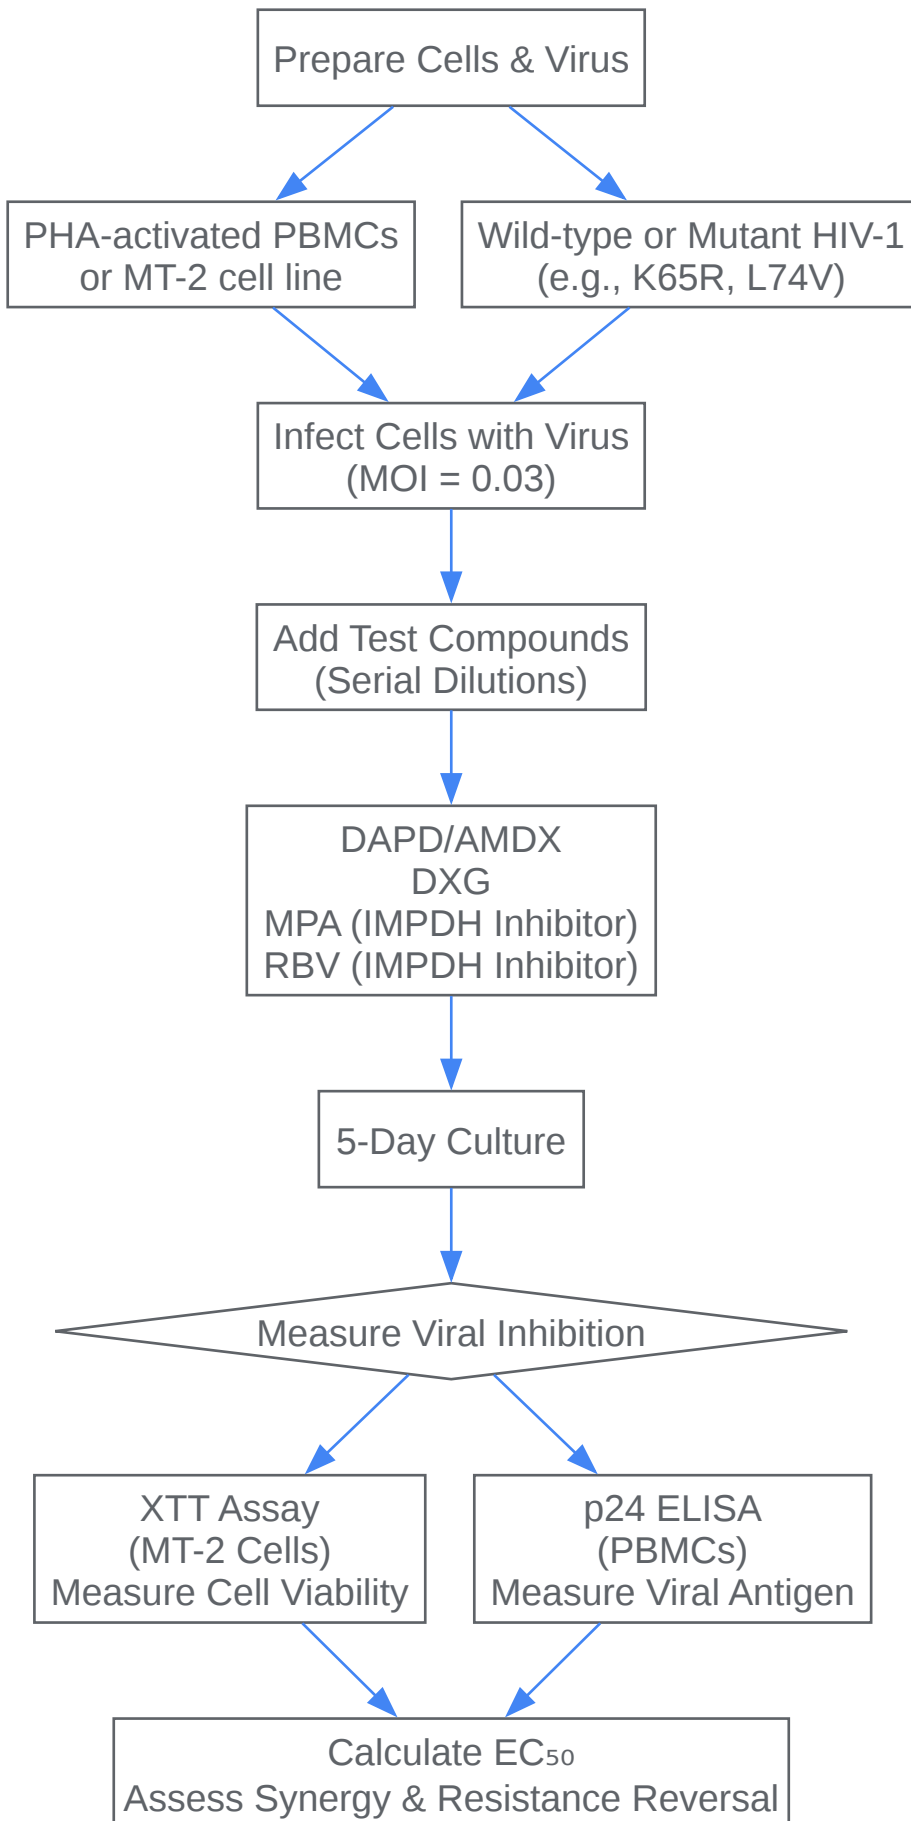 Prepare Cells & Virus
PHA-activated PBMCs
or MT-2 cell line
Wild-type or Mutant HIV-1
(e.g., K65R, L74V)
Infect Cells with Virus
(MOI = 0.03)
Add Test Compounds
(Serial Dilutions)
DAPD/AMDX
DXG
MPA (IMPDH Inhibitor)
RBV (IMPDH Inhibitor)
5-Day Culture
Measure Viral Inhibition
XTT Assay
(MT-2 Cells)
Measure Cell Viability
p24 ELISA
(PBMCs)
Measure Viral Antigen
Calculate EC₅₀
Assess Synergy & Resistance Reversal